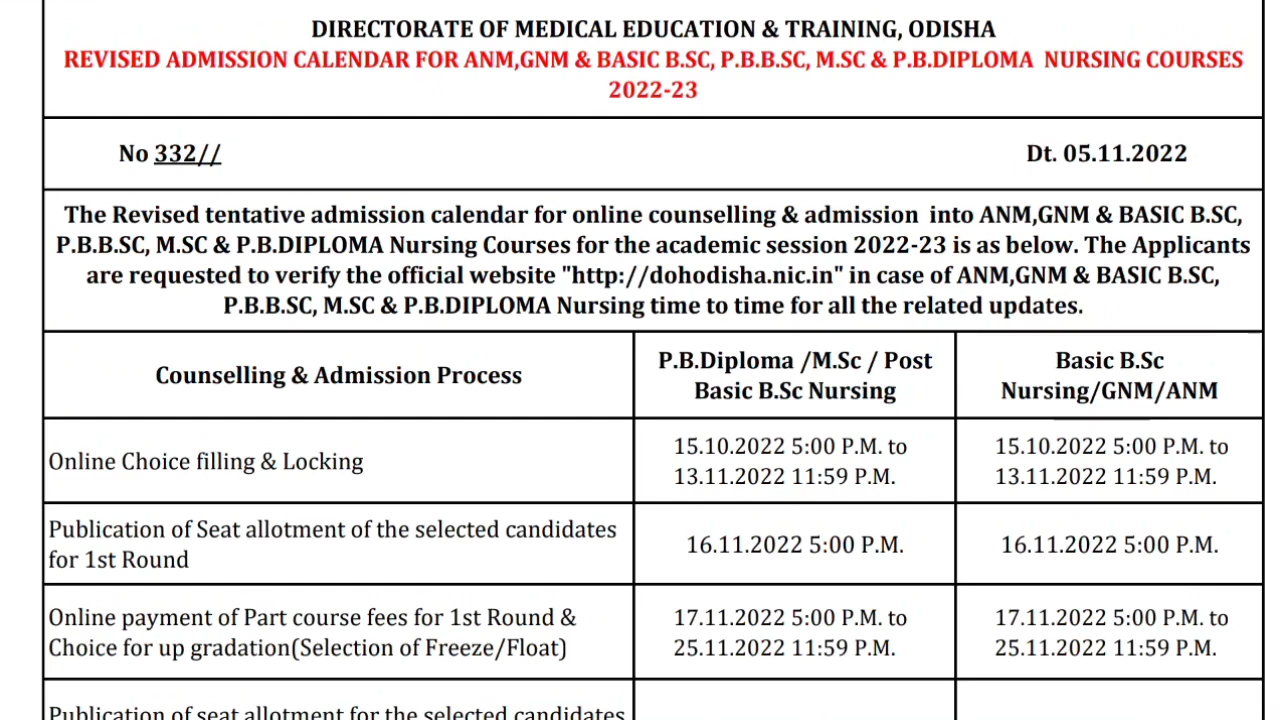 DIRECTORATE OF MEDICAL EDUCATION & TRAINING, ODISHA
REVISED ADMISSION CALENDAR FOR ANM,GNM & BASIC B.SC, P.B.B.SC, M.SC & P.B.DIPLOMA NURSING COURSES
2022-23
No 332//
Dt. 05.11.2022
The Revised tentative admission calendar for online counselling & admission into ANM,GNM & BASIC B.SC,
P.B.B.SC, M.SC & P.B.DIPLOMA Nursing Courses for the academic session 2022-23 is as below. The Applicants
are requested to verify the official website "http://dohodisha.nic.in" in case of ANM,GNM & BASIC B.SC,
P.B.B.SC, M.SC & P.B.DIPLOMA Nursing time to time for all the related updates.
Counselling & Admission Process
P.B.Diploma /M.Sc / Post
Basic B.Sc Nursing
Basic B.Sc
Nursing/GNM/ANM
Online Choice filling & Locking
15.10.2022 5:00 P.M. to
13.11.2022 11:59 P.M.
15.10.2022 5:00 P.M. to
13.11.2022 11:59 P.M.
Publication of Seat allotment of the selected candidates
for 1st Round
16.11.2022 5:00 P.M.
16.11.2022 5:00 P.M.
Online payment of Part course fees for 1st Round &
Choice for up gradation(Selection of Freeze/Float)
17.11.2022 5:00 P.M. to
25.11.2022 11:59 P.M.
17.11.2022 5:00 P.M. to
25.11.2022 11:59 P.M.
Publication of seat allotment for the selected candidates